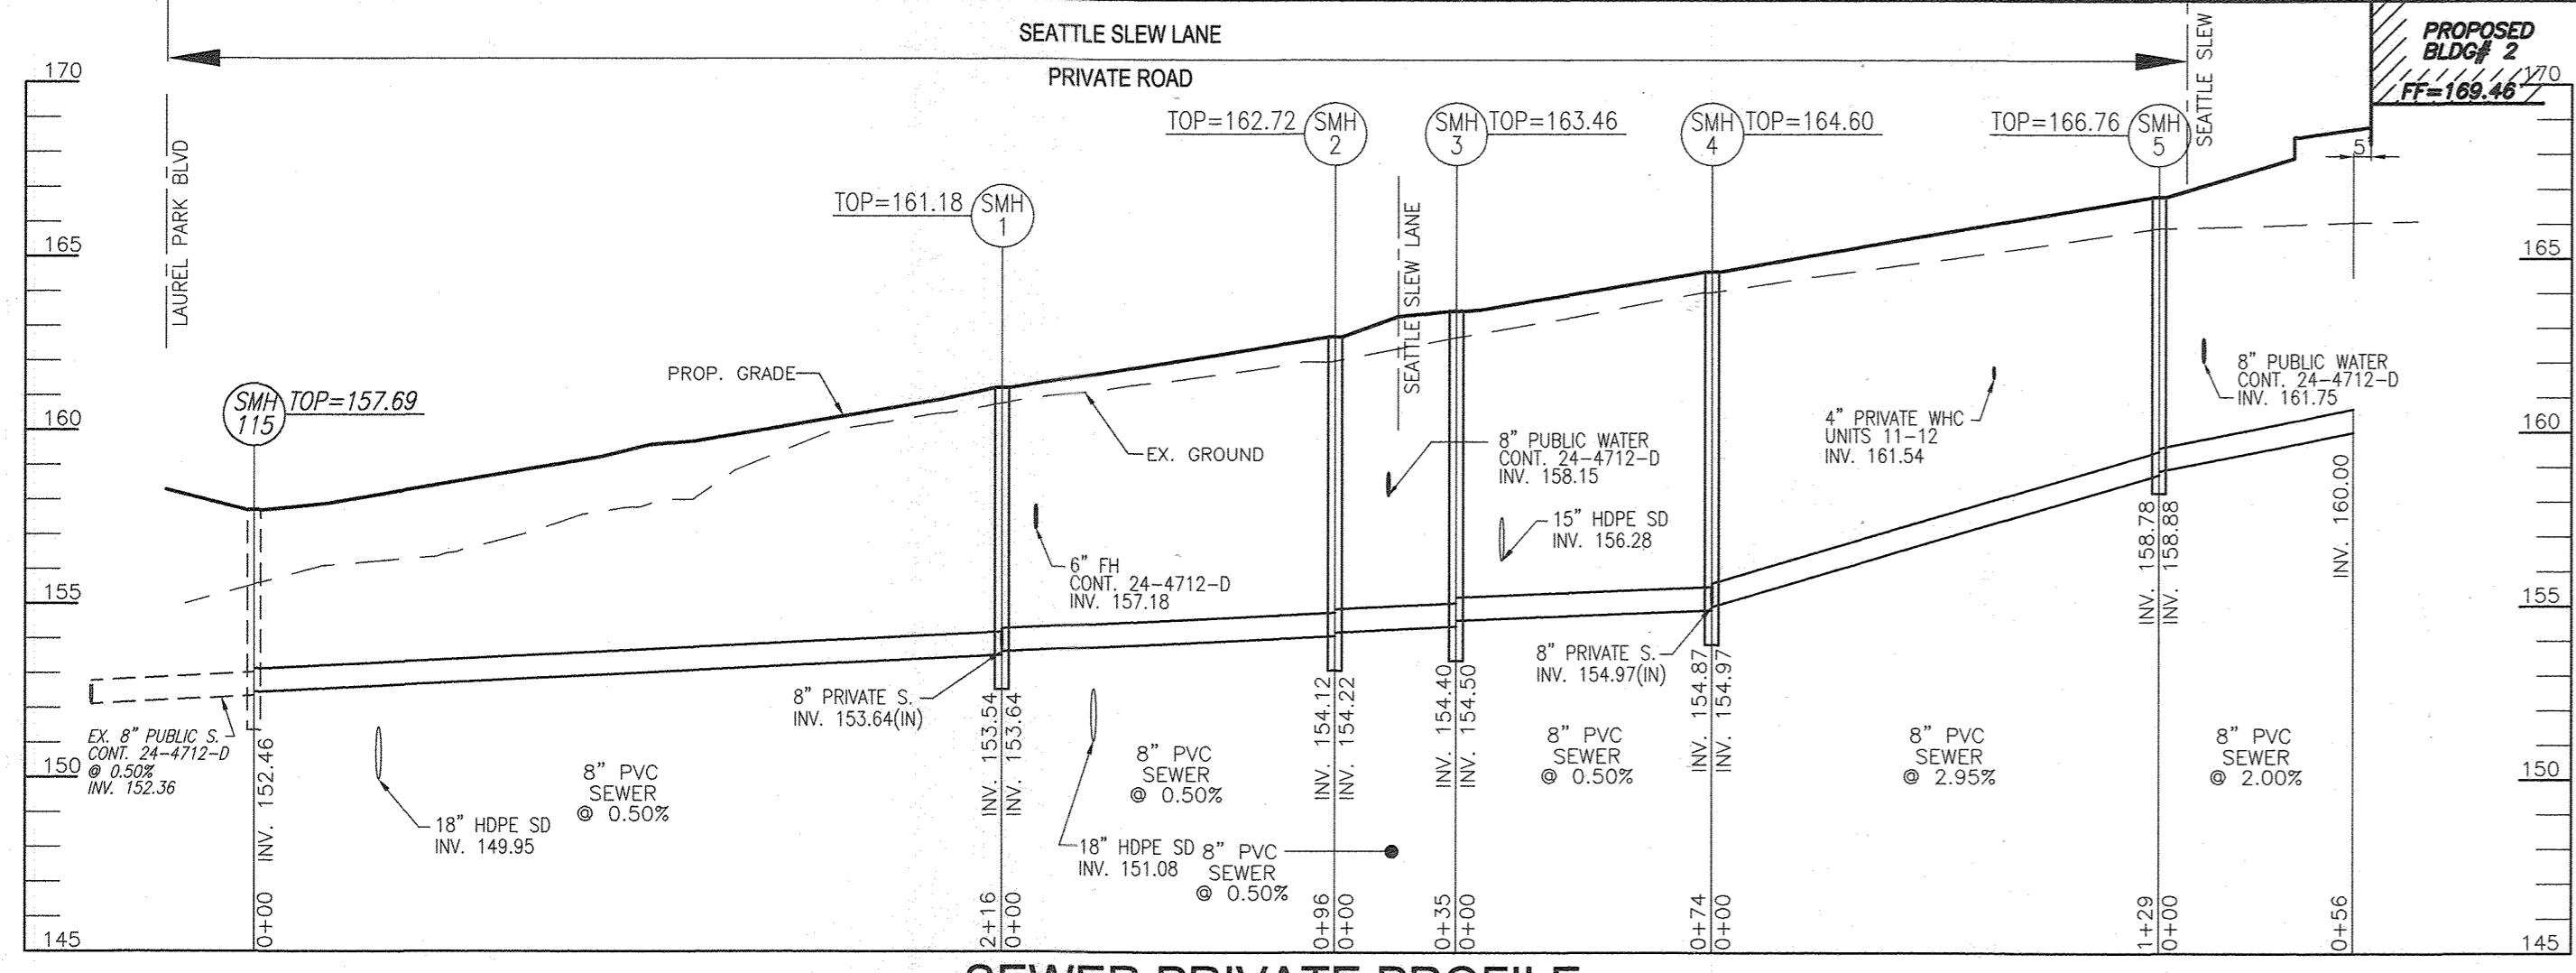 SEATTLE SLEW LANE
PRIVATE ROAD
SEATTLE SLEW
PROPOSED
BLDG# 2
FF=169.46
170
165
160
155
150
145
170
165
160
155
150
145
LAUREL PARK BLVD
SMH
115
TOP=157.69
TOP=161.18
SMH
1
TOP=162.72
SMH
2
SEATTLE SLEW LANE
SMH
3
TOP=163.46
SMH
4
TOP=164.60
TOP=166.76
SMH
5
5'
PROP. GRADE
EX. GROUND
6" FH
CONT. 24-4712-D
INV. 157.18
8" PUBLIC WATER
CONT. 24-4712-D
INV. 158.15
15" HDPE SD
INV. 156.28
4" PRIVATE WHC
UNITS 11-12
INV. 161.54
8" PUBLIC WATER
CONT. 24-4712-D
INV. 161.75
EX. 8" PUBLIC S.
CONT. 24-4712-D
@ 0.50%
INV. 152.36
18" HDPE SD
INV. 149.95
8" PVC
SEWER
@ 0.50%
8" PRIVATE S.
INV. 153.64(IN)
18" HDPE SD
INV. 151.08
8" PVC
SEWER
@ 0.50%
8" PVC
SEWER
@ 0.50%
8" PRIVATE S.
INV. 154.97(IN)
8" PVC
SEWER
@ 0.50%
8" PVC
SEWER
@ 2.95%
8" PVC
SEWER
@ 2.00%
INV. 152.46
INV. 153.54
INV. 153.64
INV. 154.12
INV. 154.22
INV. 154.40
INV. 154.50
INV. 154.87
INV. 154.97
INV. 158.78
INV. 158.88
INV. 160.00
0+00
2+16
0+00
0+96
0+00
0+35
0+00
0+74
0+00
1+29
0+00
0+56
SEWER PRIVATE PROFILE